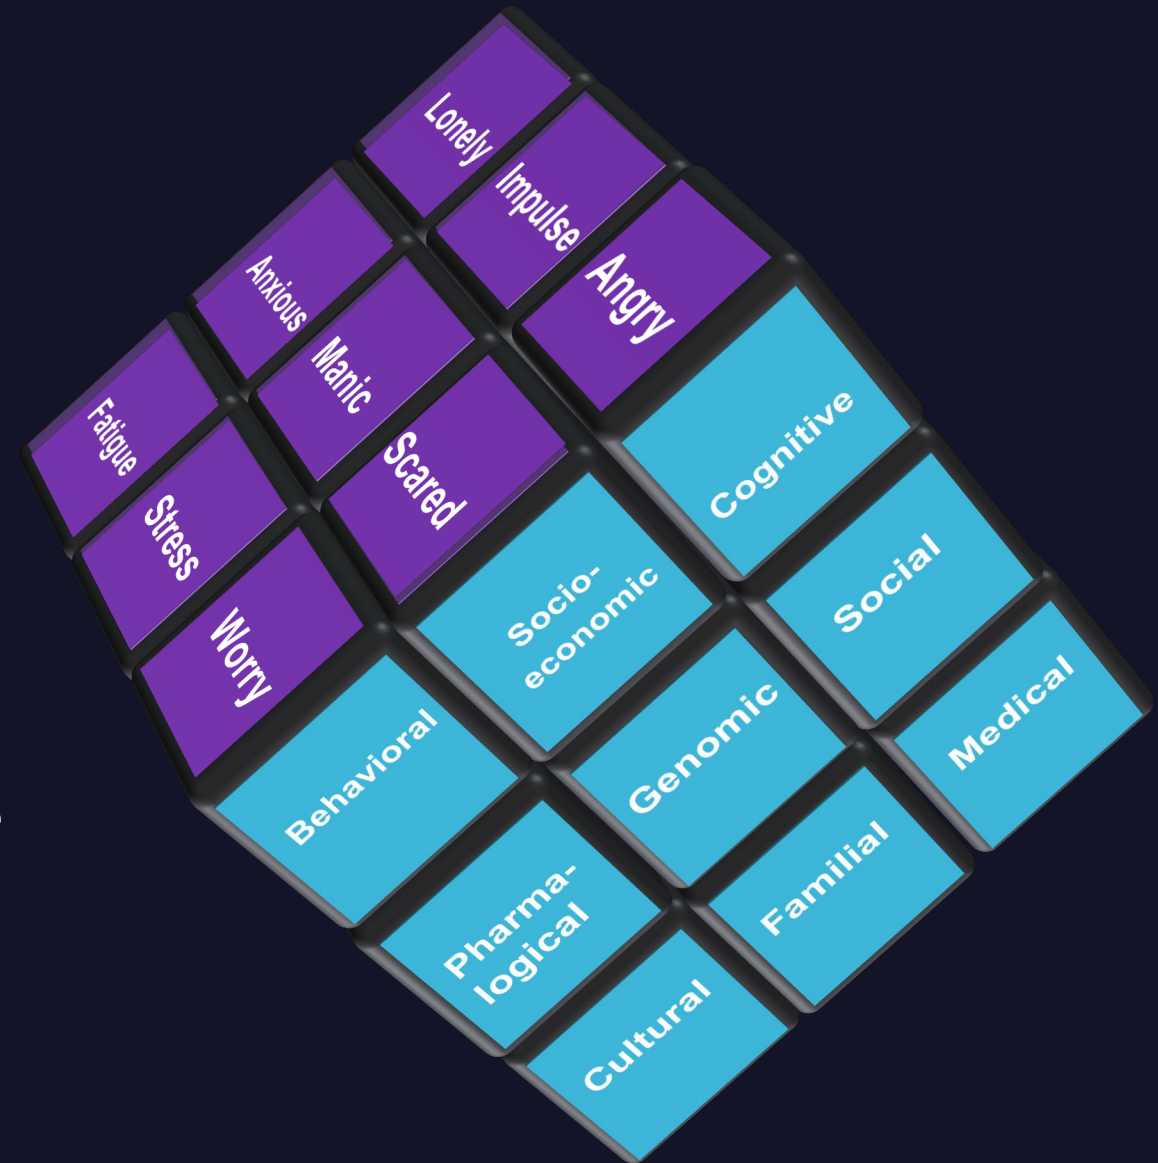 Lonely
Impulse
Angry
Anxious
Manic
Scared
Fatigue
Stress
Worry
Cognitive
Social
Medical
Socio-
economic
Genomic
Familial
Behavioral
Pharma-
logical
Cultural